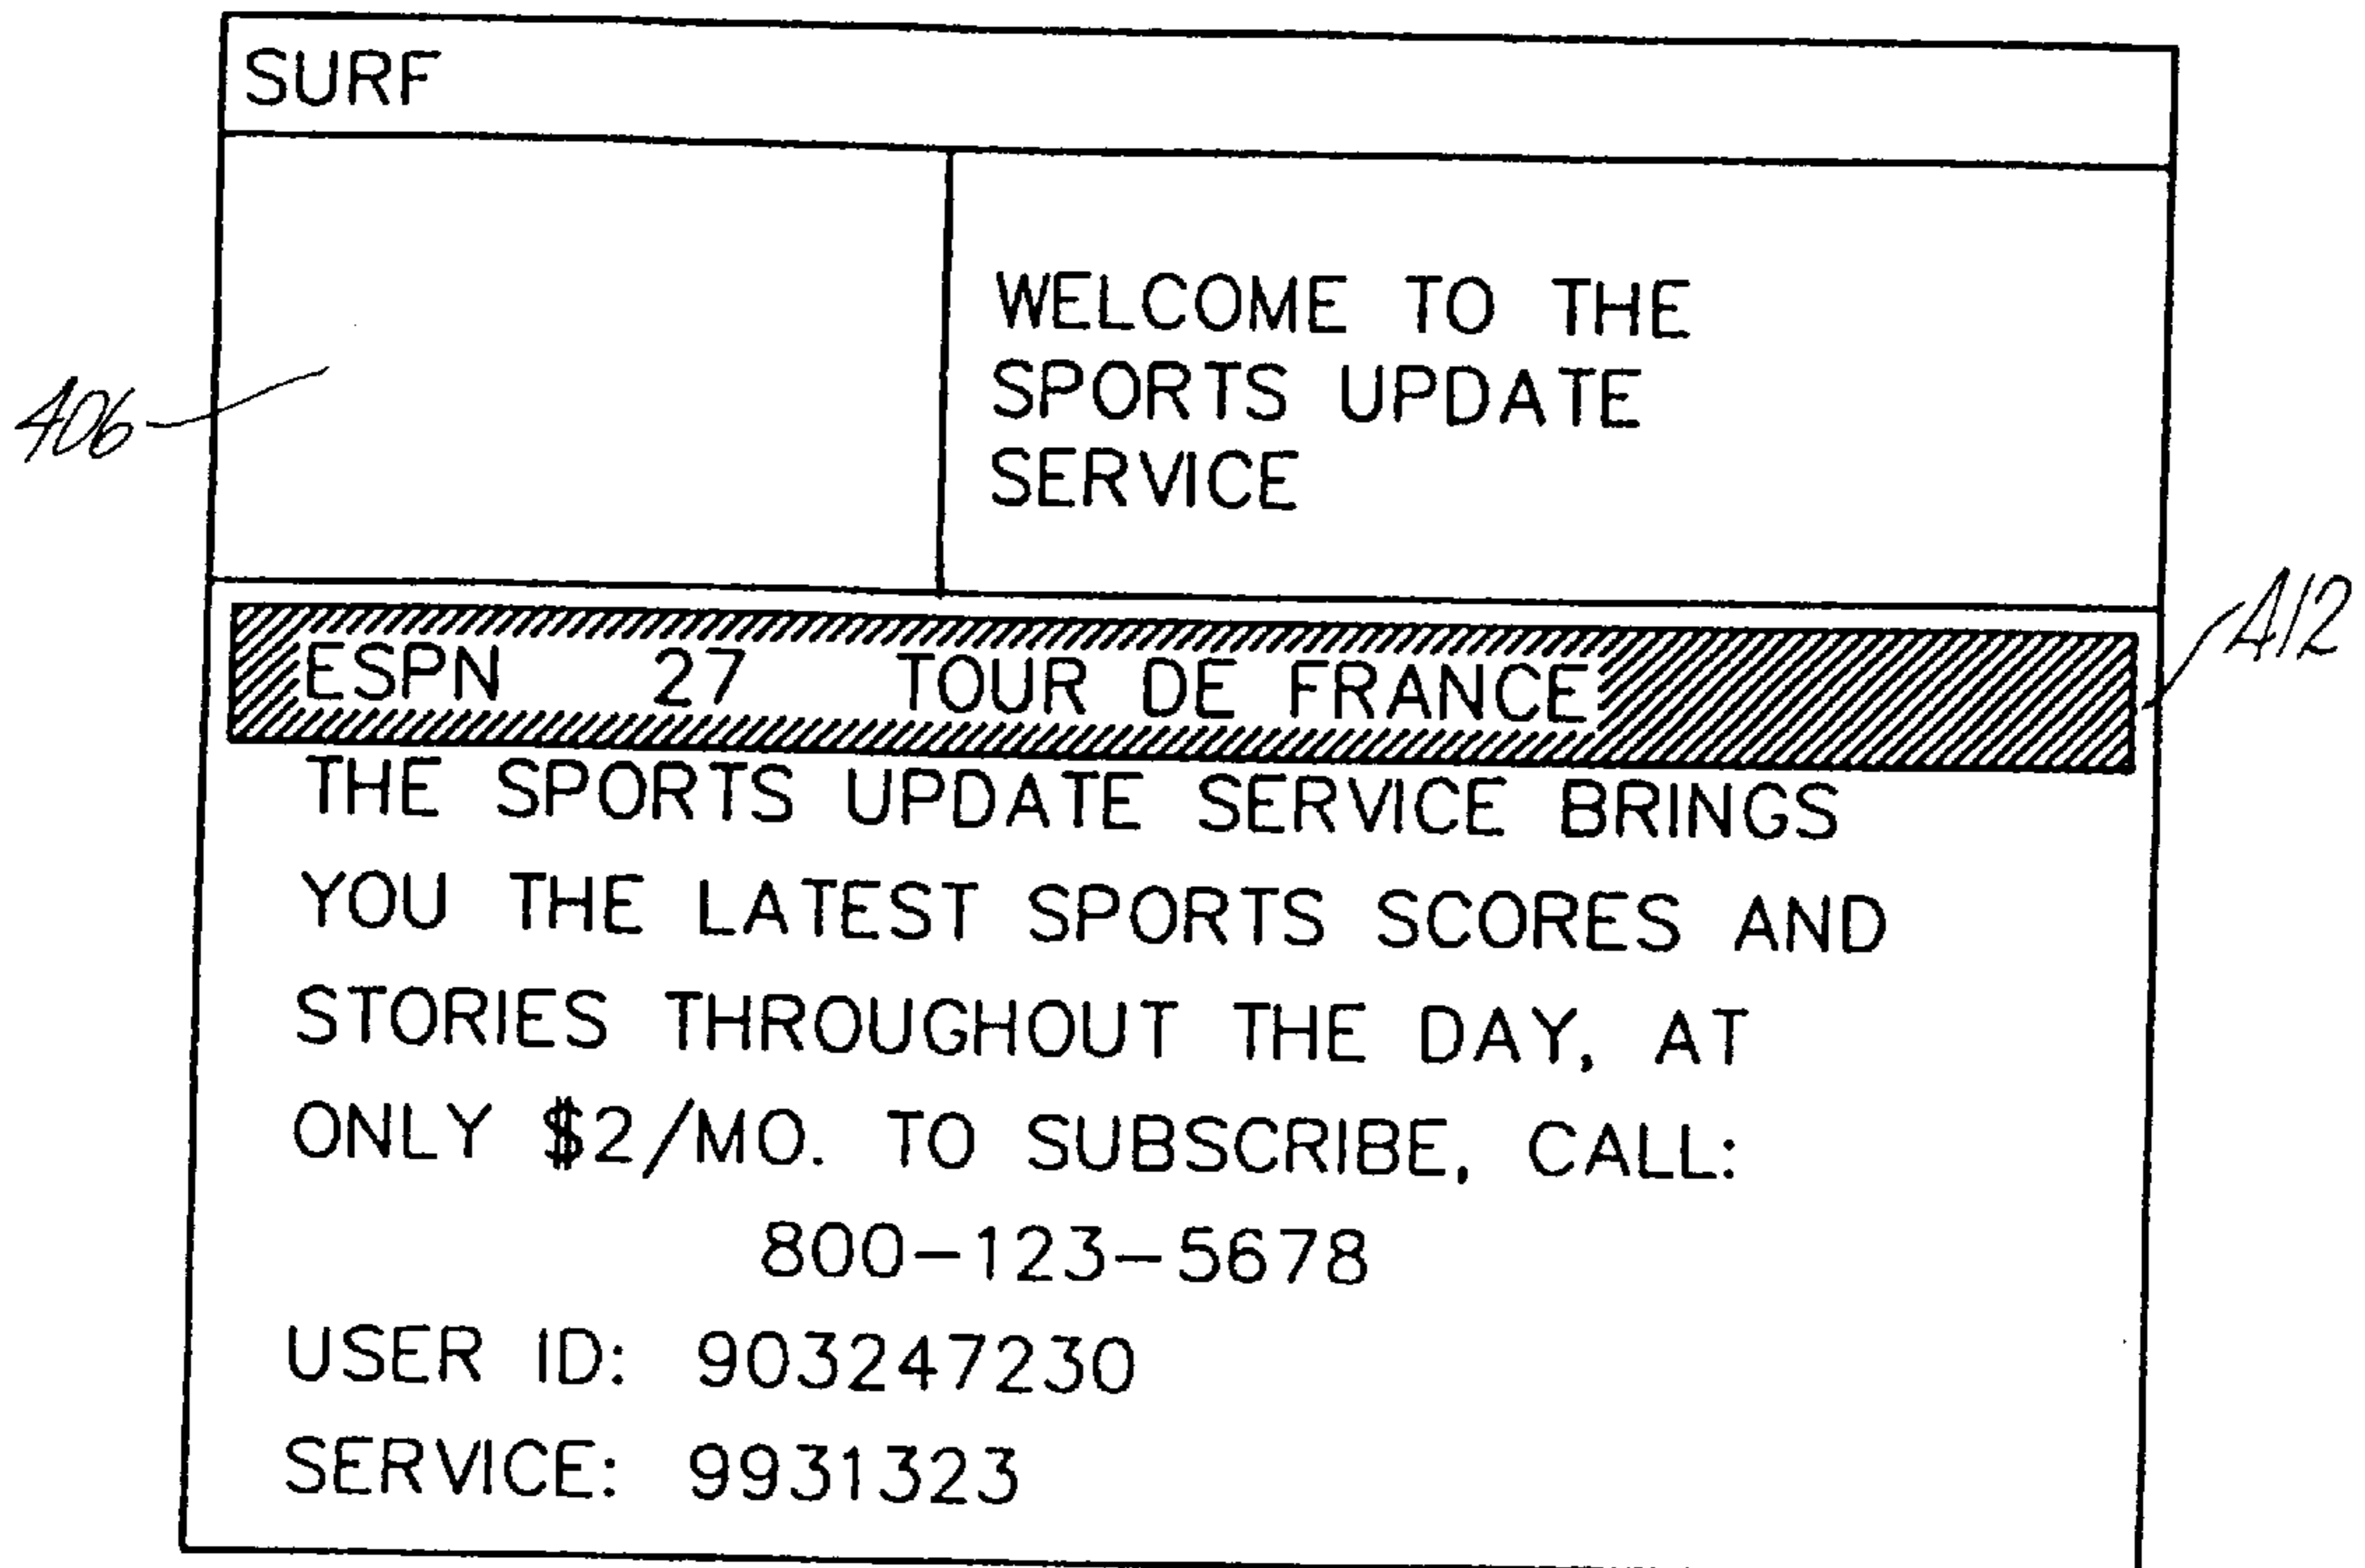 SURF
406
WELCOME TO THE
SPORTS UPDATE
SERVICE
412
ESPN 27 TOUR DE FRANCE
THE SPORTS UPDATE SERVICE BRINGS
YOU THE LATEST SPORTS SCORES AND
STORIES THROUGHOUT THE DAY, AT
ONLY $2/MO. TO SUBSCRIBE, CALL:
800-123-5678
USER ID: 903247230
SERVICE: 9931323